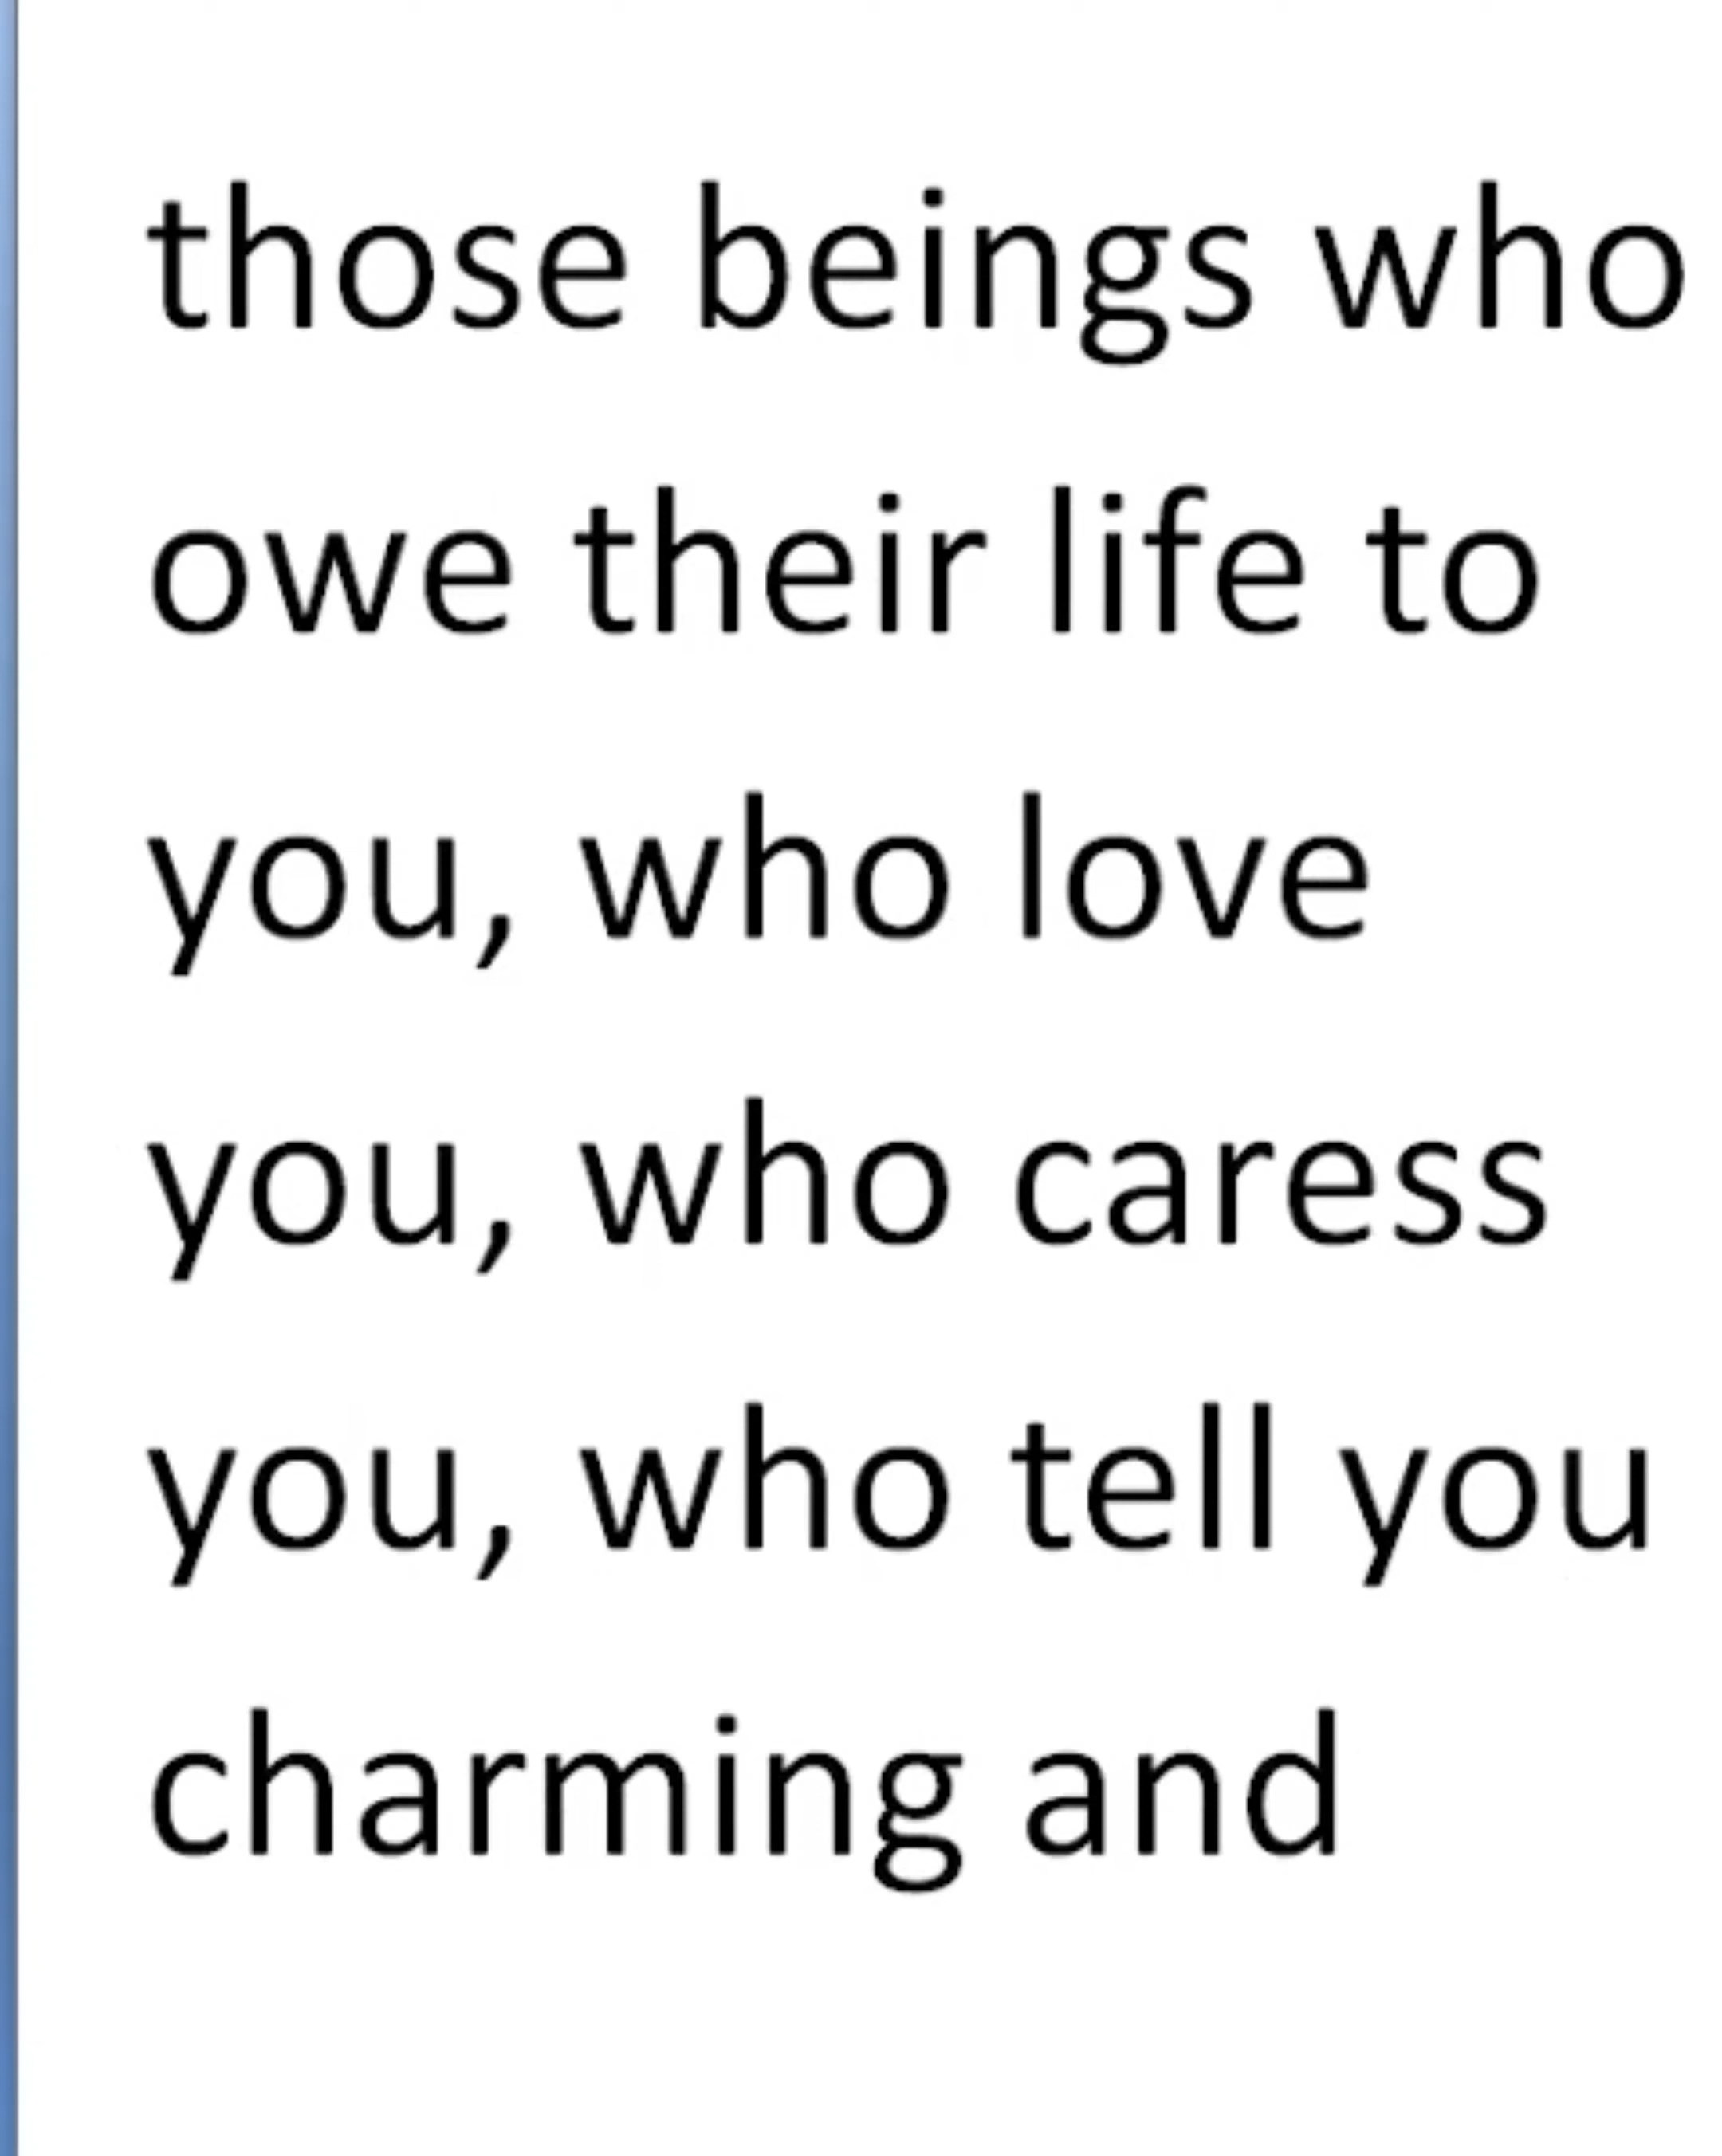 those beings who
owe their life to
you, who love
you, who caress
you, who tell you
charming and